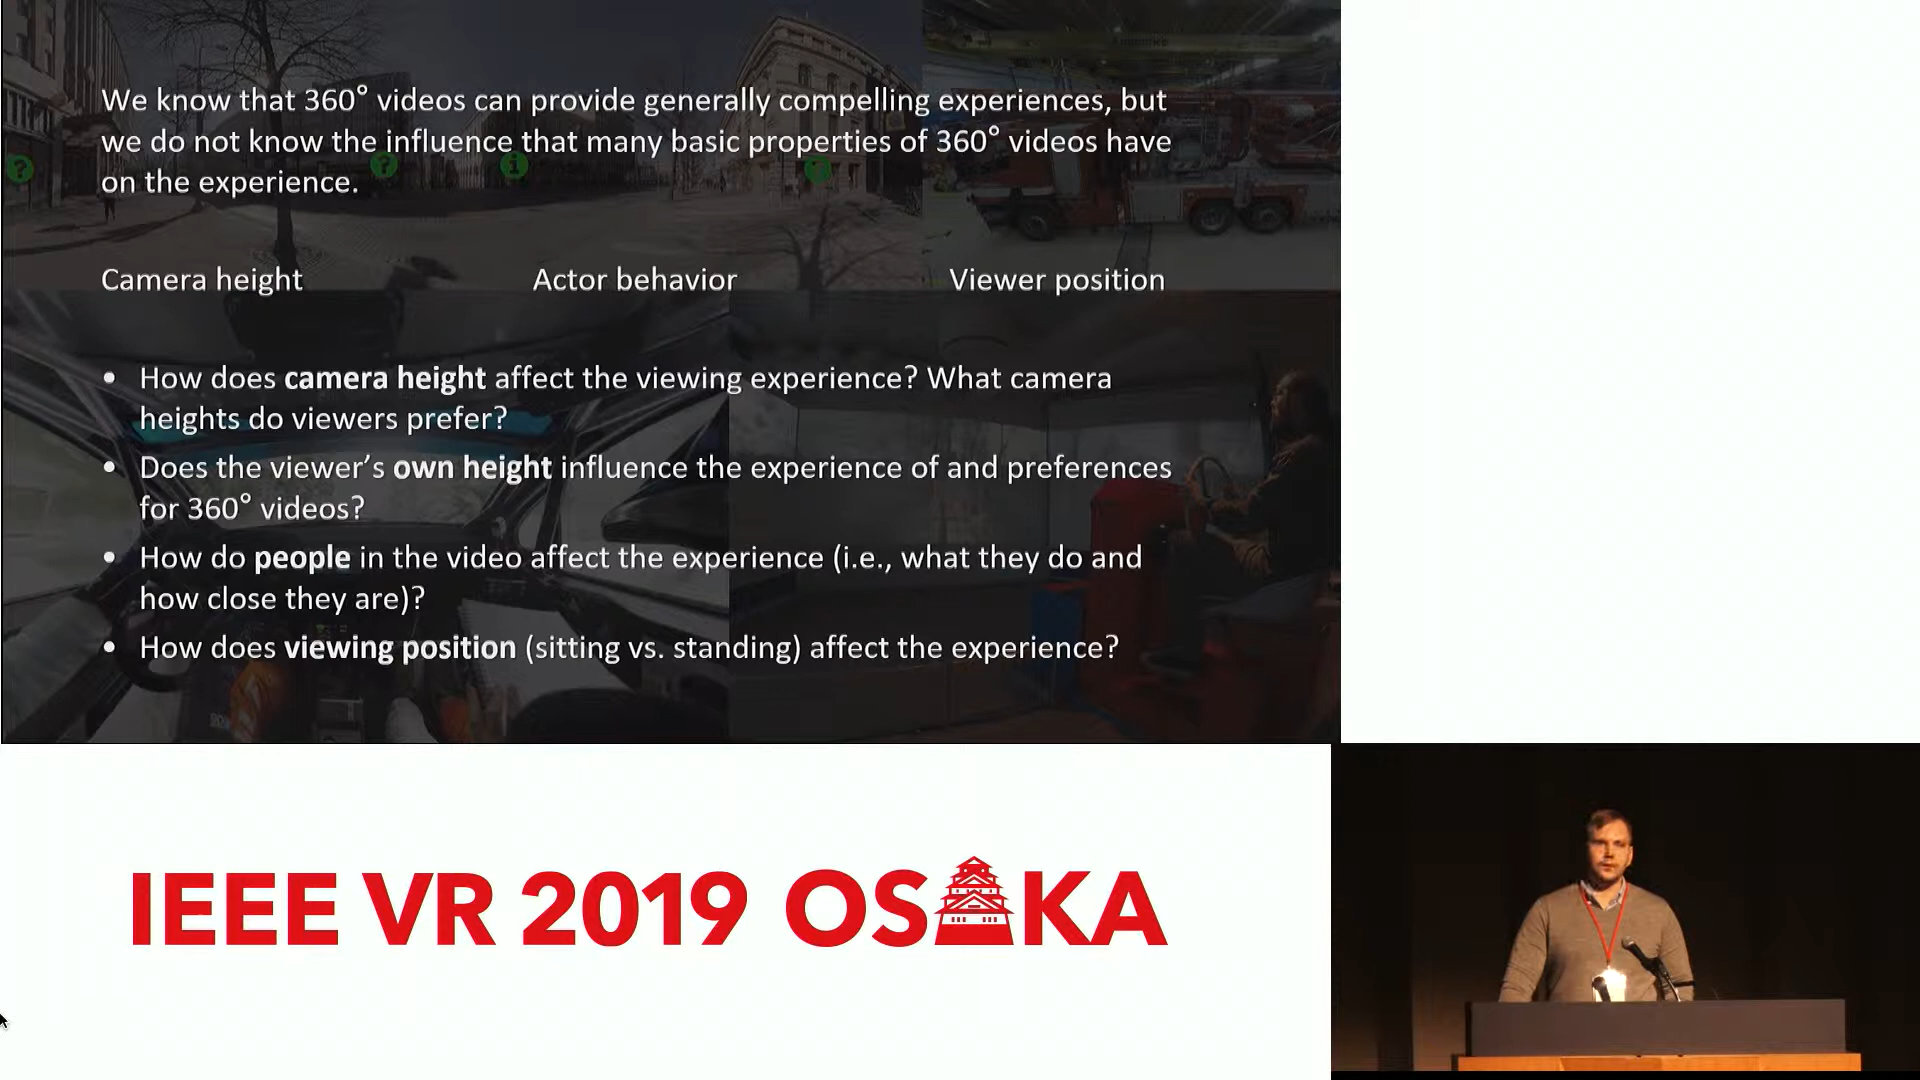 We know that 360° videos can provide generally compelling experiences, but
we do not know the influence that many basic properties of 360° videos have
on the experience.
Camera height
Actor behavior
Viewer position
• How does camera height affect the viewing experience? What camera
heights do viewers prefer?
• Does the viewer’s own height influence the experience of and preferences
for 360° videos?
• How do people in the video affect the experience (i.e., what they do and
how close they are)?
• How does viewing position (sitting vs. standing) affect the experience?
IEEE VR 2019 OSAKA